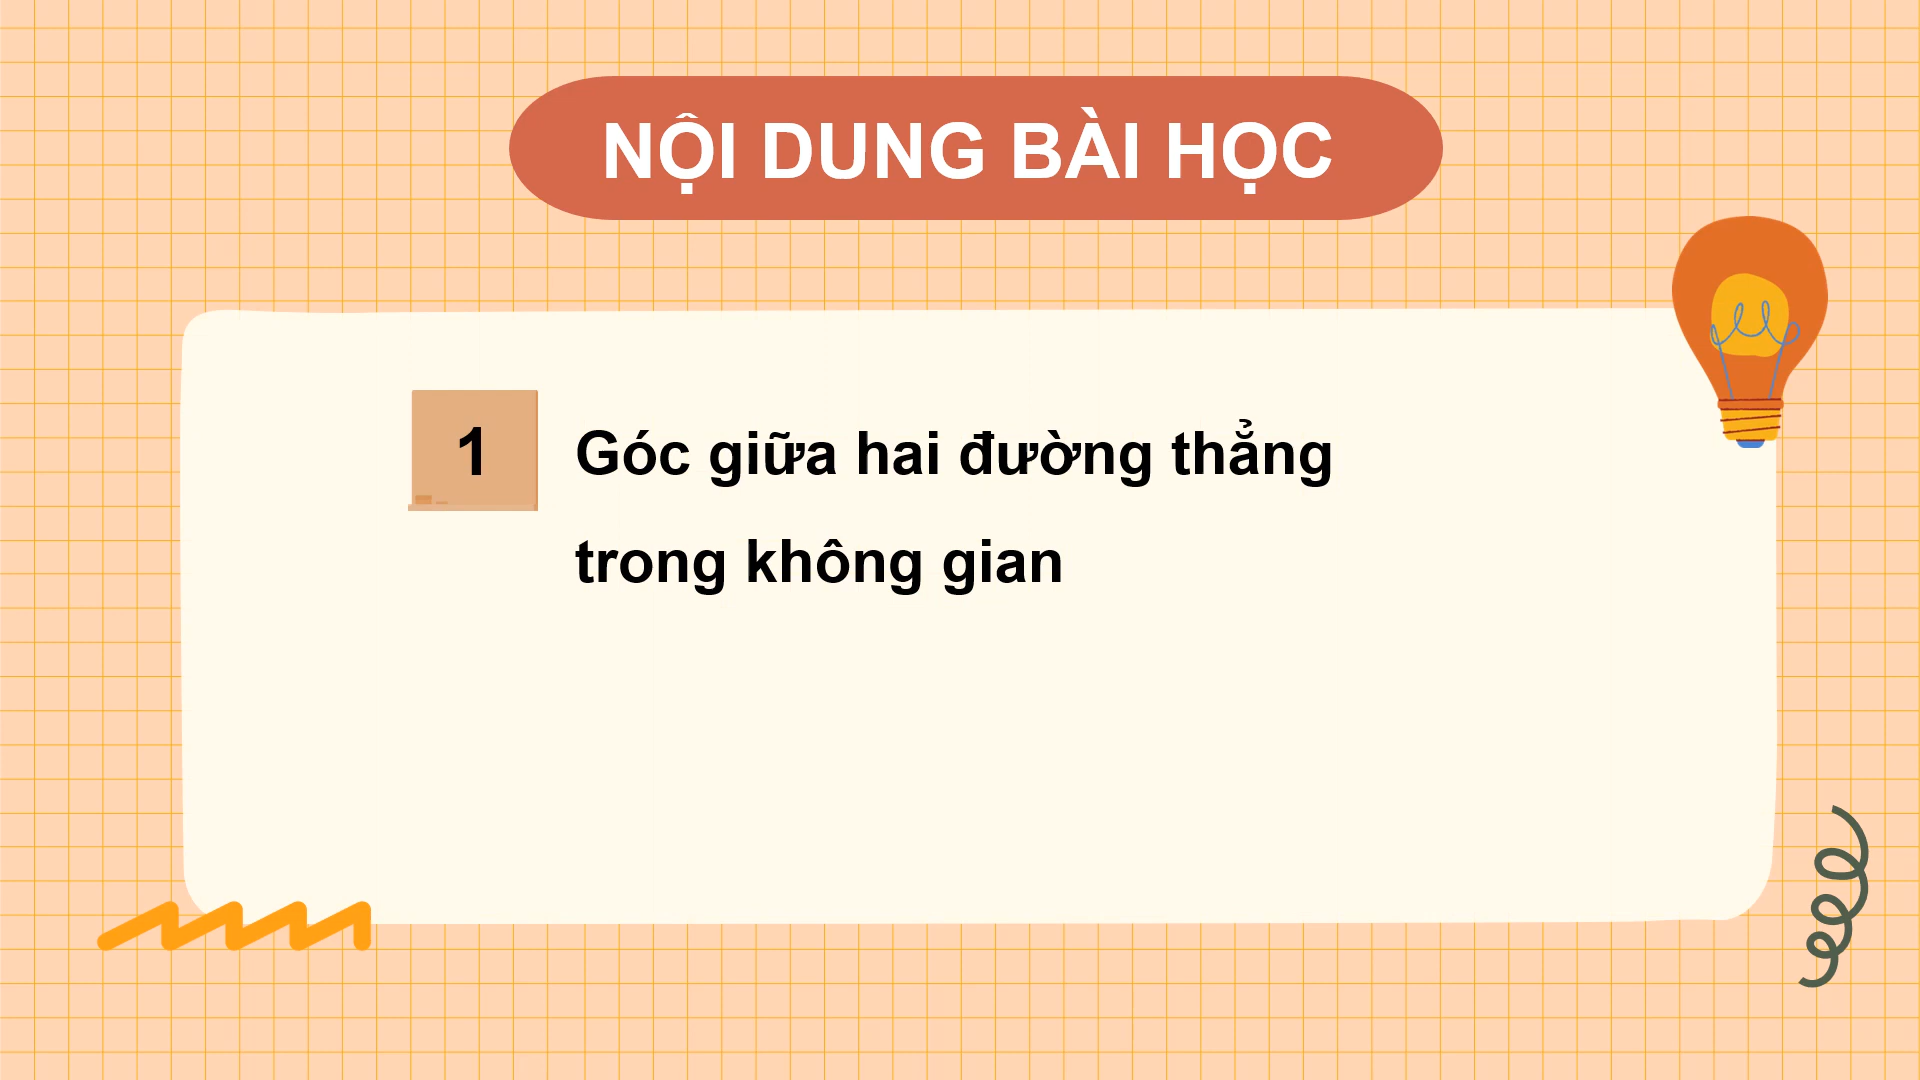 NỘI DUNG BÀI HỌC
1 Góc giữa hai đường thẳng
trong không gian